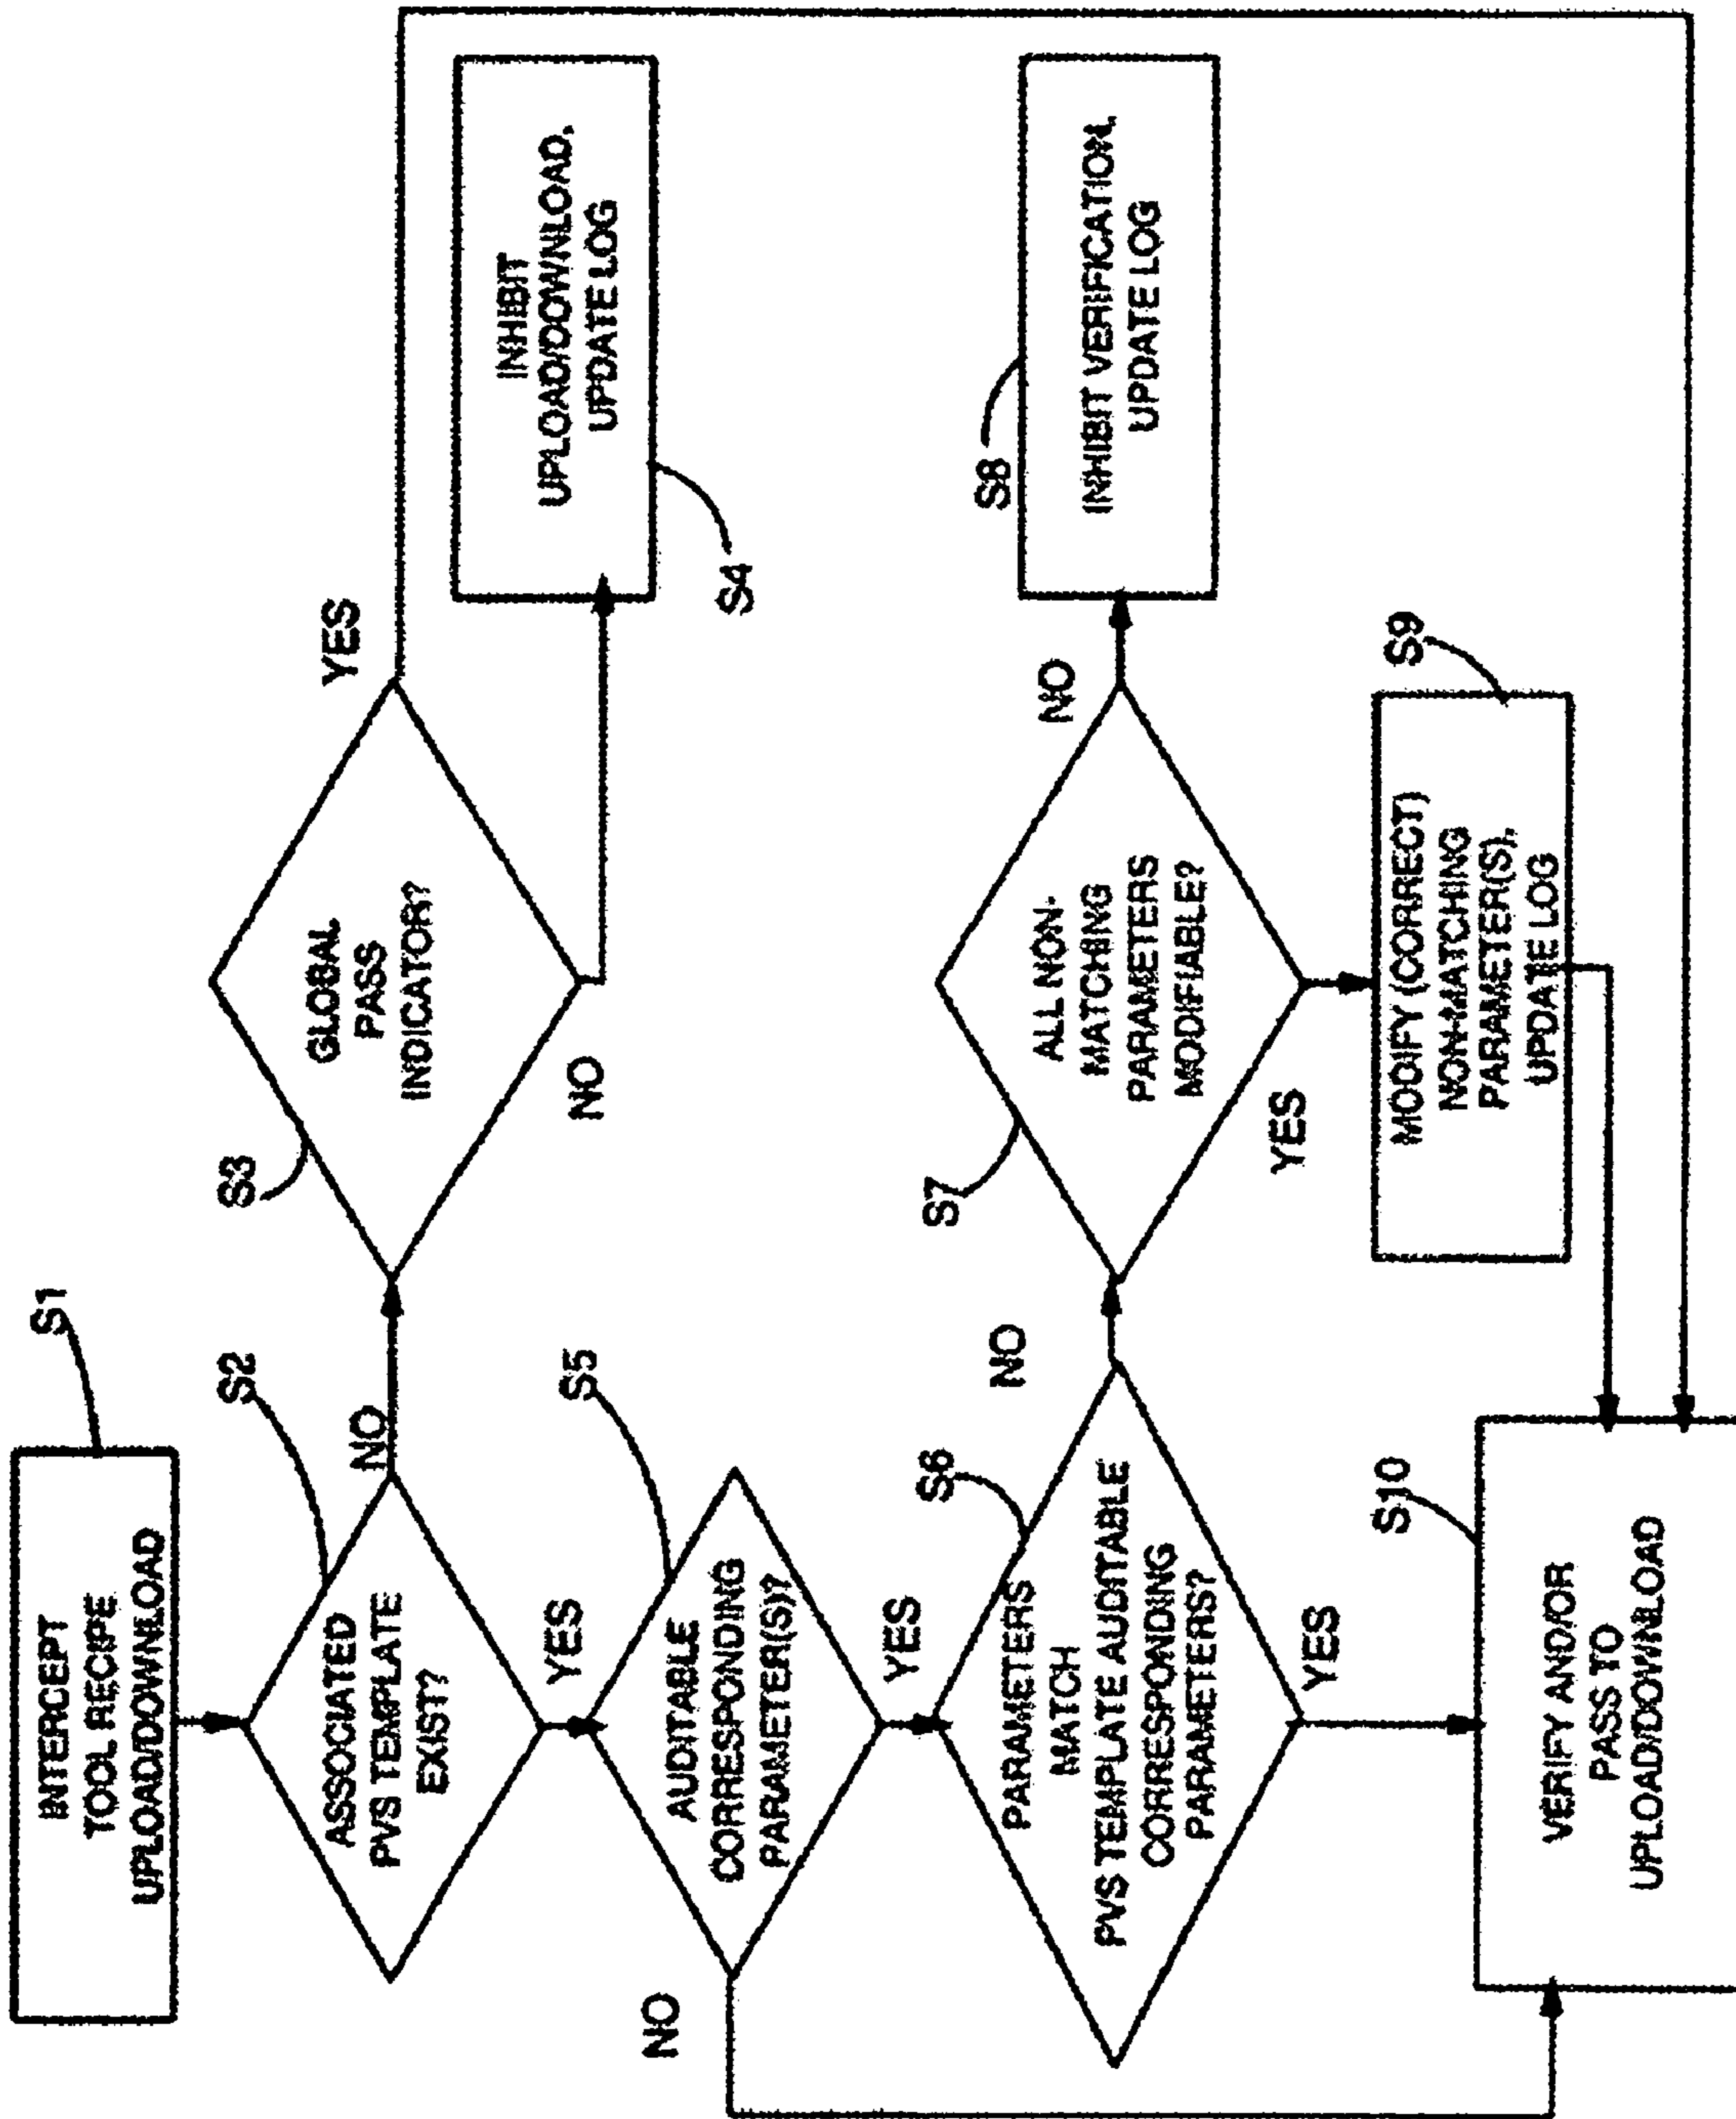 S1
INTERCEPT
TOOL RECIPE
UPLOAD/DOWNLOAD
S2
ASSOCIATED
PVS TEMPLATE
EXIST?
NO
YES
S3
GLOBAL
PASS
INDICATOR?
YES
NO
INHIBIT
UPLOAD/DOWNLOAD,
UPDATE LOG
S4
S5
AUDITABLE
CORRESPONDING
PARAMETER(S)?
NO
YES
S6
PARAMETERS
MATCH
PVS TEMPLATE AUDITABLE
CORRESPONDING
PARAMETERS?
NO
YES
S7
ALL NON-
MATCHING
PARAMETERS
MODIFIABLE?
NO
YES
S8
INHIBIT VERIFICATION,
UPDATE LOG
S9
MODIFY (CORRECT)
NON-MATCHING
PARAMETER(S),
UPDATE LOG
S10
VERIFY AND/OR
PASS TO
UPLOAD/DOWNLOAD